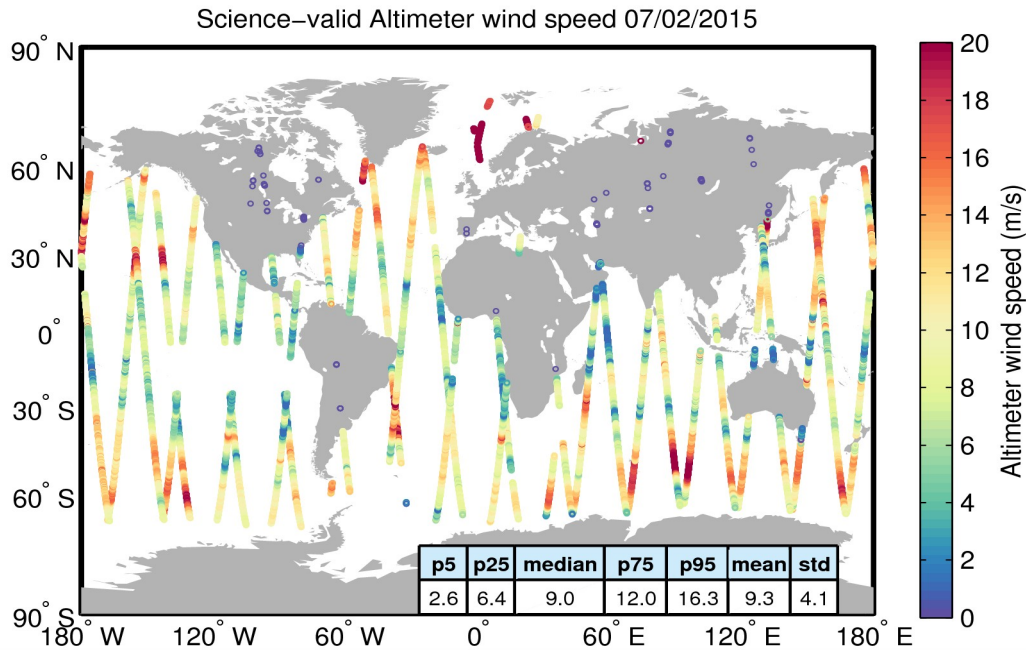 Science−valid Altimeter wind speed 07/02/2015
90° N
60° N
30° N
0°
30° S
60° S
90° S
180° W
120° W
60° W
0°
60° E
120° E
180° E
p5 p25 median p75 p95 mean std
2.6 6.4 9.0 12.0 16.3 9.3 4.1
20
18
16
14
12
10
8
6
4
2
0
Altimeter wind speed (m/s)